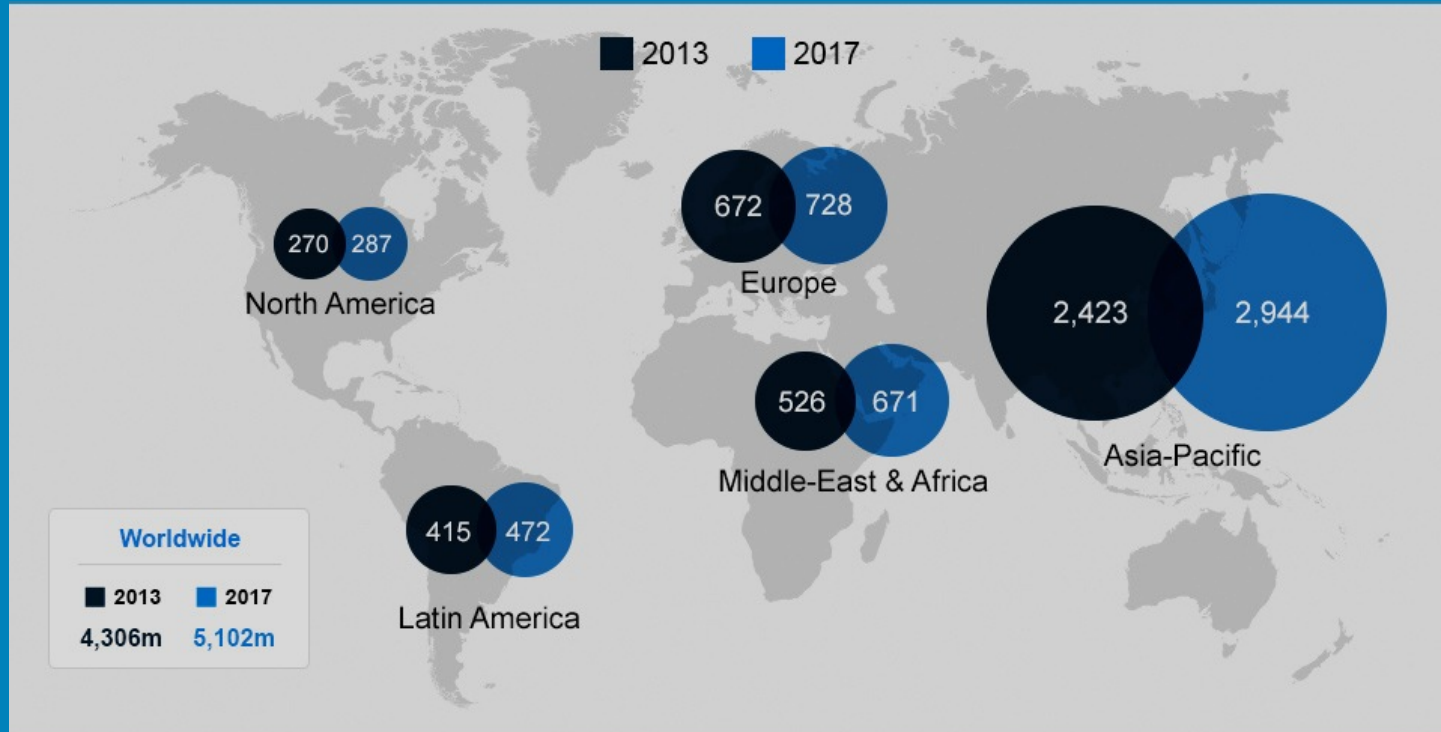 2013 2017
270 287
North America
672 728
Europe
2,423 2,944
Asia-Pacific
526 671
Middle-East & Africa
415 472
Latin America
Worldwide
2013 2017
4,306m 5,102m